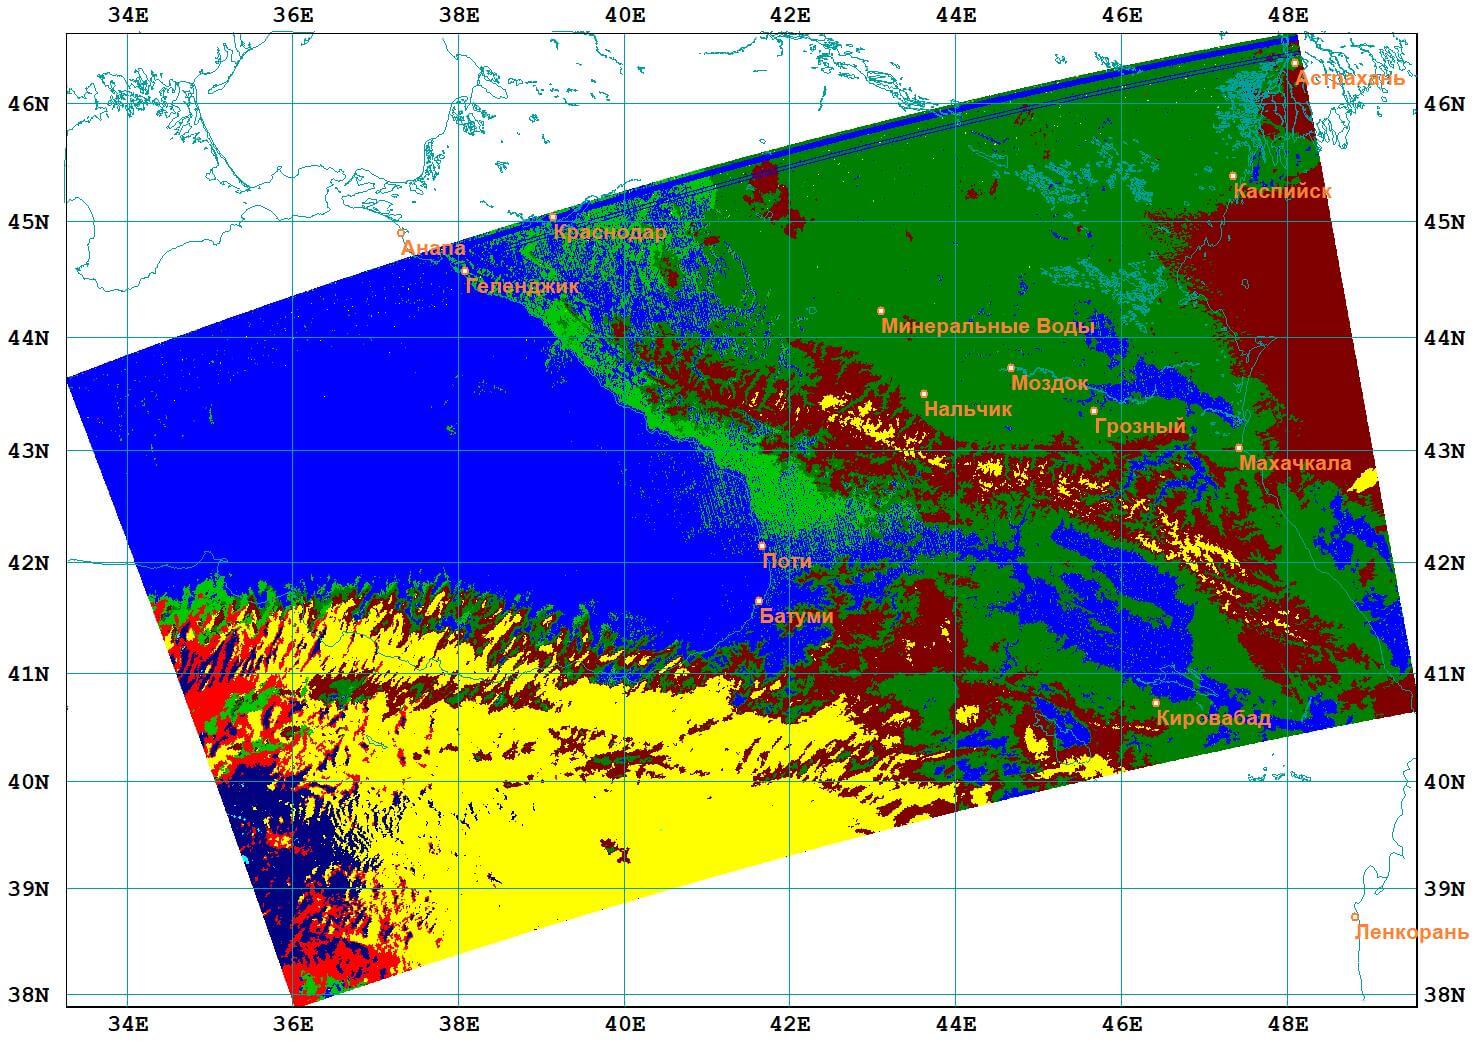 34E 36E 38E 40E 42E 44E 46E 48E
Астрахань
46N 46N
Каспийск
45N 45N
Краснодар
Анапа
Геленджик
Минеральные Воды
44N 44N
Моздок
Нальчик
Грозный
43N 43N
Махачкала
42N 42N
Поти
Батуми
41N 41N
Кировабад
40N 40N
39N 39N
Ленкорань
38N 38N
34E 36E 38E 40E 42E 44E 46E 48E